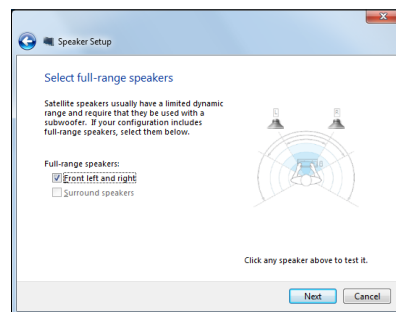 Speaker Setup
Select full-range speakers
Satellite speakers usually have a limited dynamic
range and require that they be used with a
subwoofer. If your configuration includes
full-range speakers, select them below.
L R
Full-range speakers:
Front left and right
Surround speakers
Click any speaker above to test it.
Next Cancel